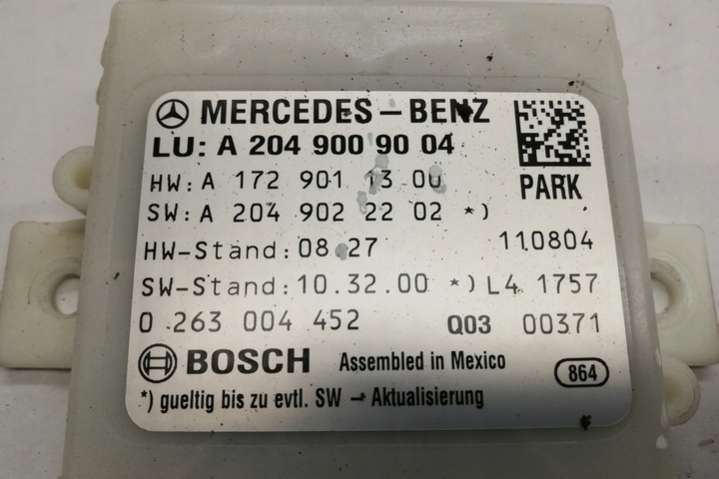 MERCEDES-BENZ
LU: A 204 900 90 04
PARK
HW: A 172 901 13 00
SW: A 204 902 22 02 *)
HW-Stand: 08.27 110804
SW-Stand: 10.32.00 *) L4 1757
0 263 004 452 Q03 00371
BOSCH Assembled in Mexico 864
*) gueltig bis zu evtl. SW → Aktualisierung